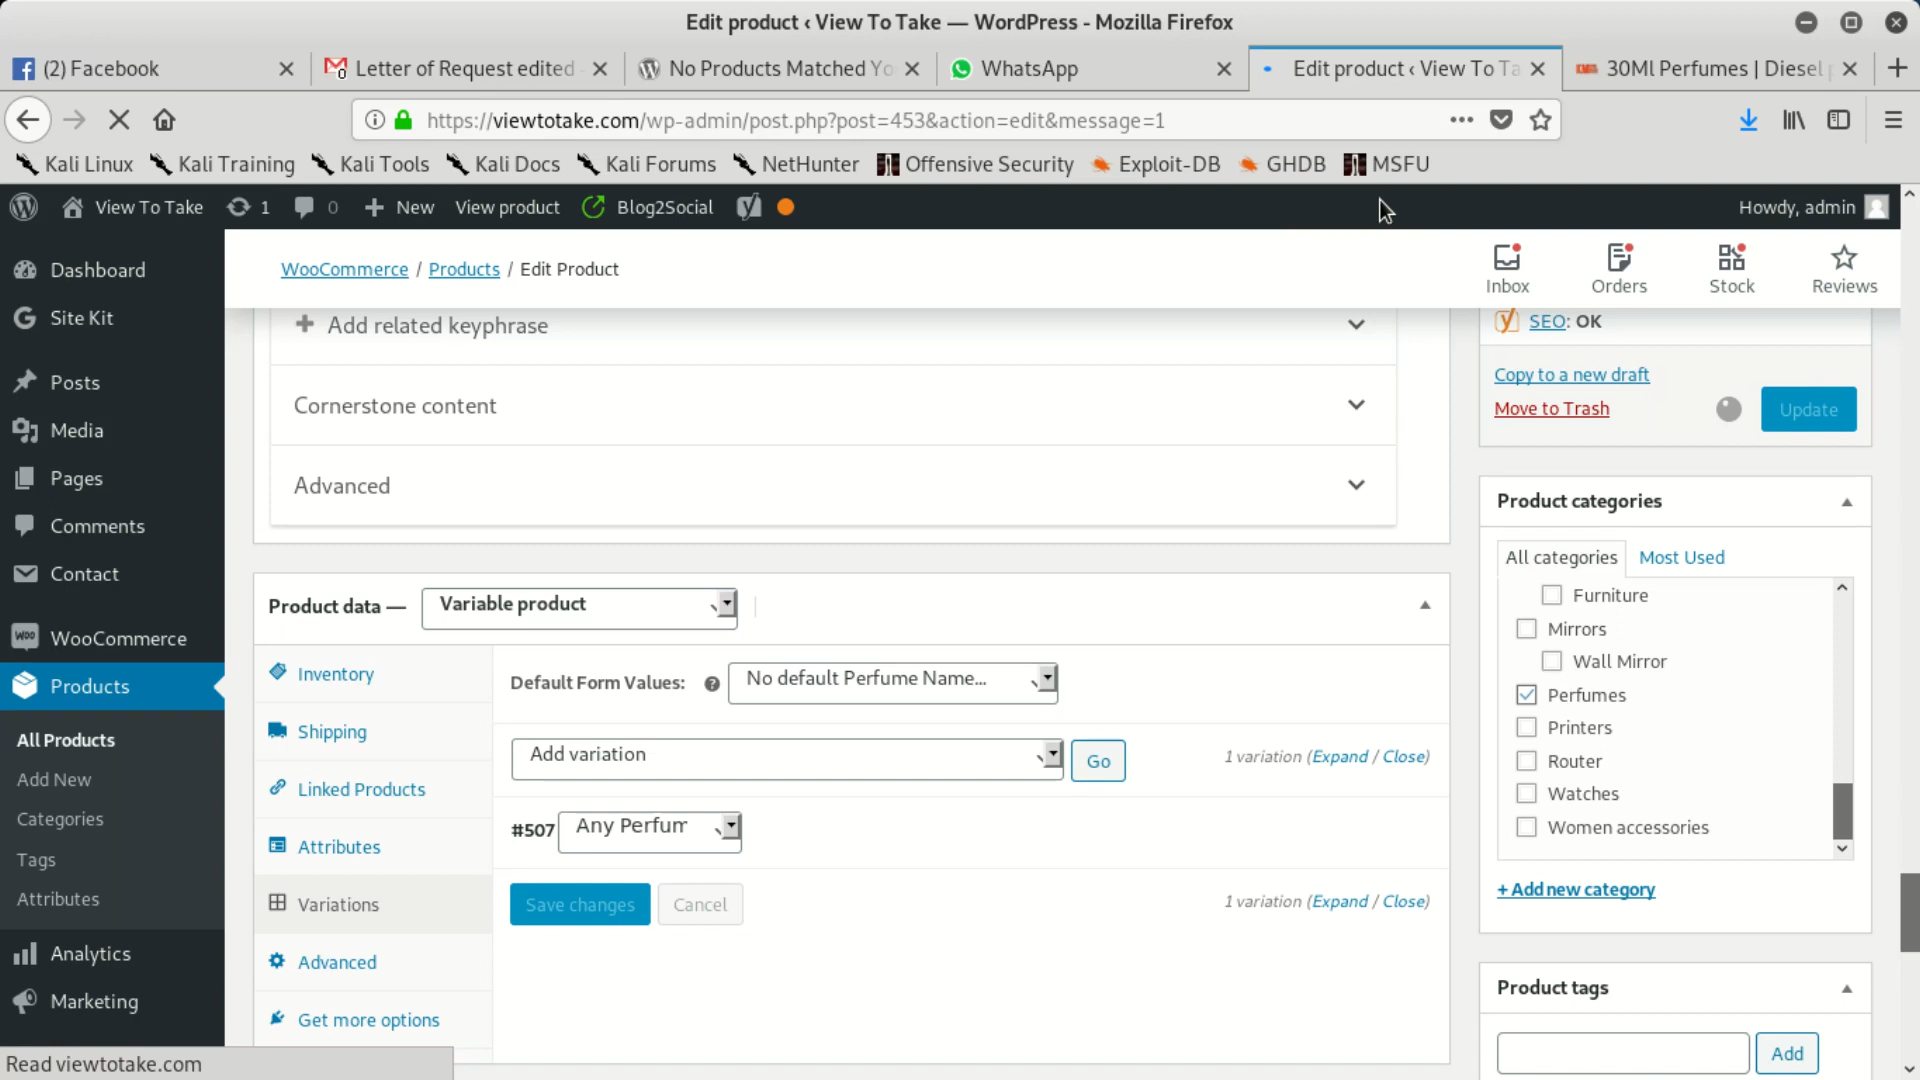 Edit product ‹ View To Take — WordPress - Mozilla Firefox
(2) Facebook
Letter of Request edited
No Products Matched Yo
WhatsApp
Edit product ‹ View To Ta
30Ml Perfumes | Diesel p
https://viewtotake.com/wp-admin/post.php?post=453&action=edit&message=1
Kali Linux
Kali Training
Kali Tools
Kali Docs
Kali Forums
NetHunter
Offensive Security
Exploit-DB
GHDB
MSFU
View To Take
1
0
New
View product
Blog2Social
Howdy, admin
Dashboard
Site Kit
Posts
Media
Pages
Comments
Contact
WooCommerce
Products
All Products
Add New
Categories
Tags
Attributes
Analytics
Marketing
Read viewtotake.com
WooCommerce / Products / Edit Product
Inbox
Orders
Stock
Reviews
Add related keyphrase
Cornerstone content
Advanced
Product data —
Variable product
Inventory
Shipping
Linked Products
Attributes
Variations
Advanced
Get more options
Default Form Values:
No default Perfume Name...
Add variation
Go
1 variation (Expand / Close)
#507
Any Perfum
Save changes
Cancel
1 variation (Expand / Close)
SEO: OK
Copy to a new draft
Move to Trash
Update
Product categories
All categories
Most Used
Furniture
Mirrors
Wall Mirror
Perfumes
Printers
Router
Watches
Women accessories
+ Add new category
Product tags
Add